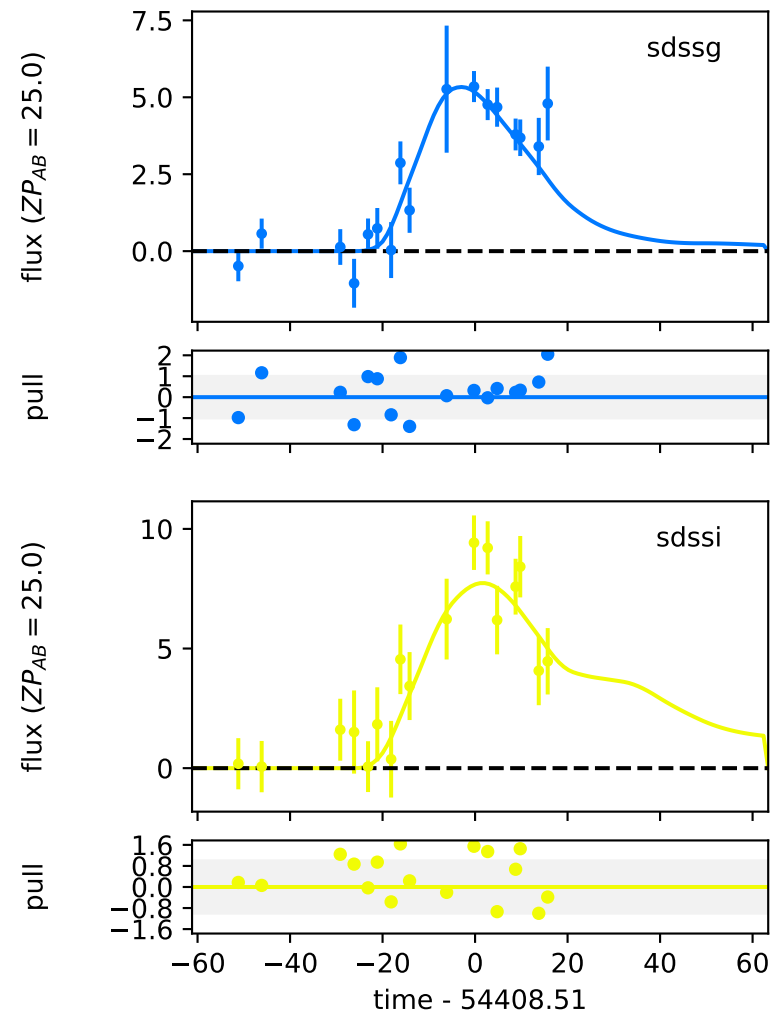 7.5
sdssg
5.0
2.5
0.0
flux (ZP_AB = 25.0)
2
1
0
−1
−2
pull
10
sdssi
5
0
flux (ZP_AB = 25.0)
1.6
0.8
0.0
−0.8
−1.6
pull
−60 −40 −20 0 20 40 60
time - 54408.51